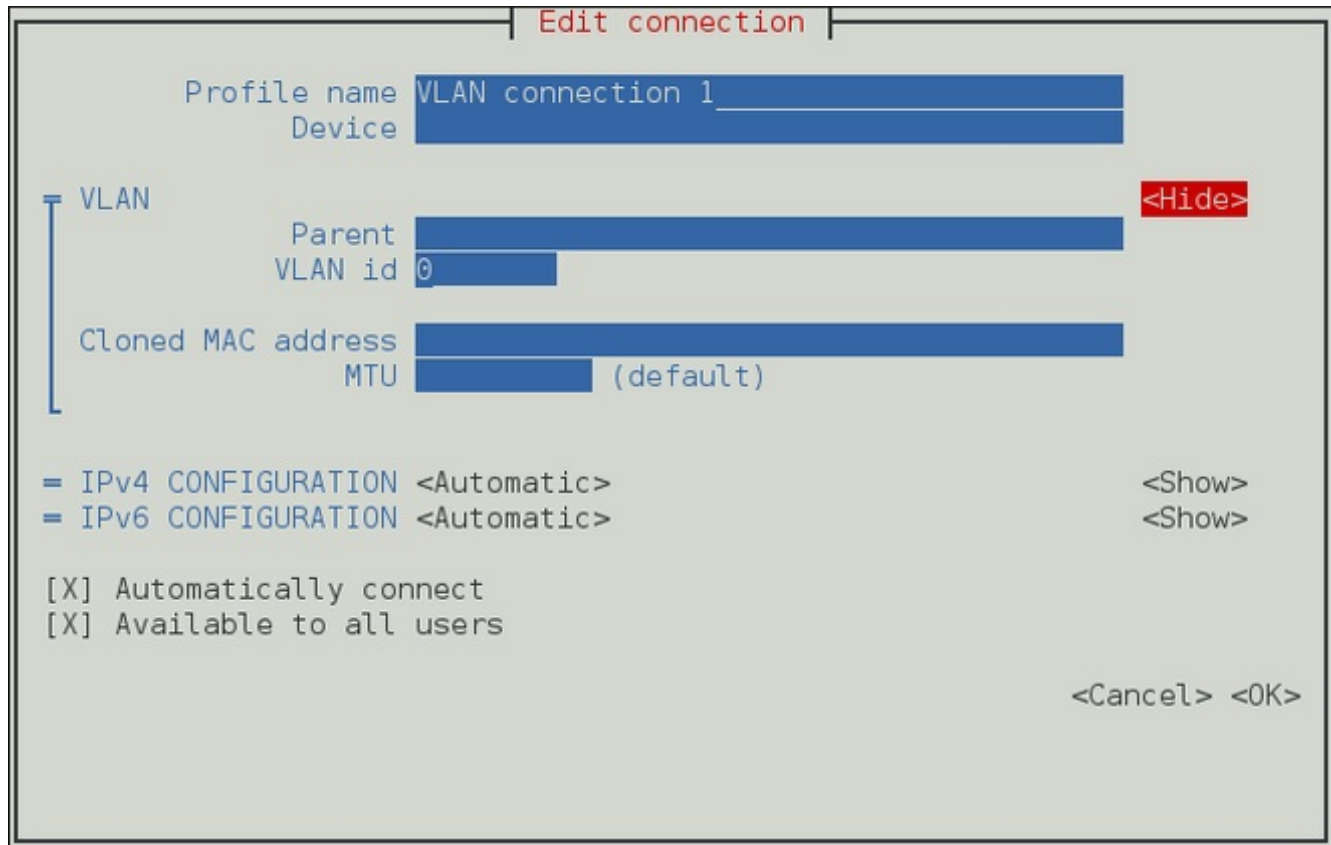 Edit connection
Profile name VLAN connection 1
Device
VLAN <Hide>
Parent
VLAN id 0
Cloned MAC address
MTU (default)
= IPv4 CONFIGURATION <Automatic> <Show>
= IPv6 CONFIGURATION <Automatic> <Show>
[X] Automatically connect
[X] Available to all users
<Cancel> <OK>